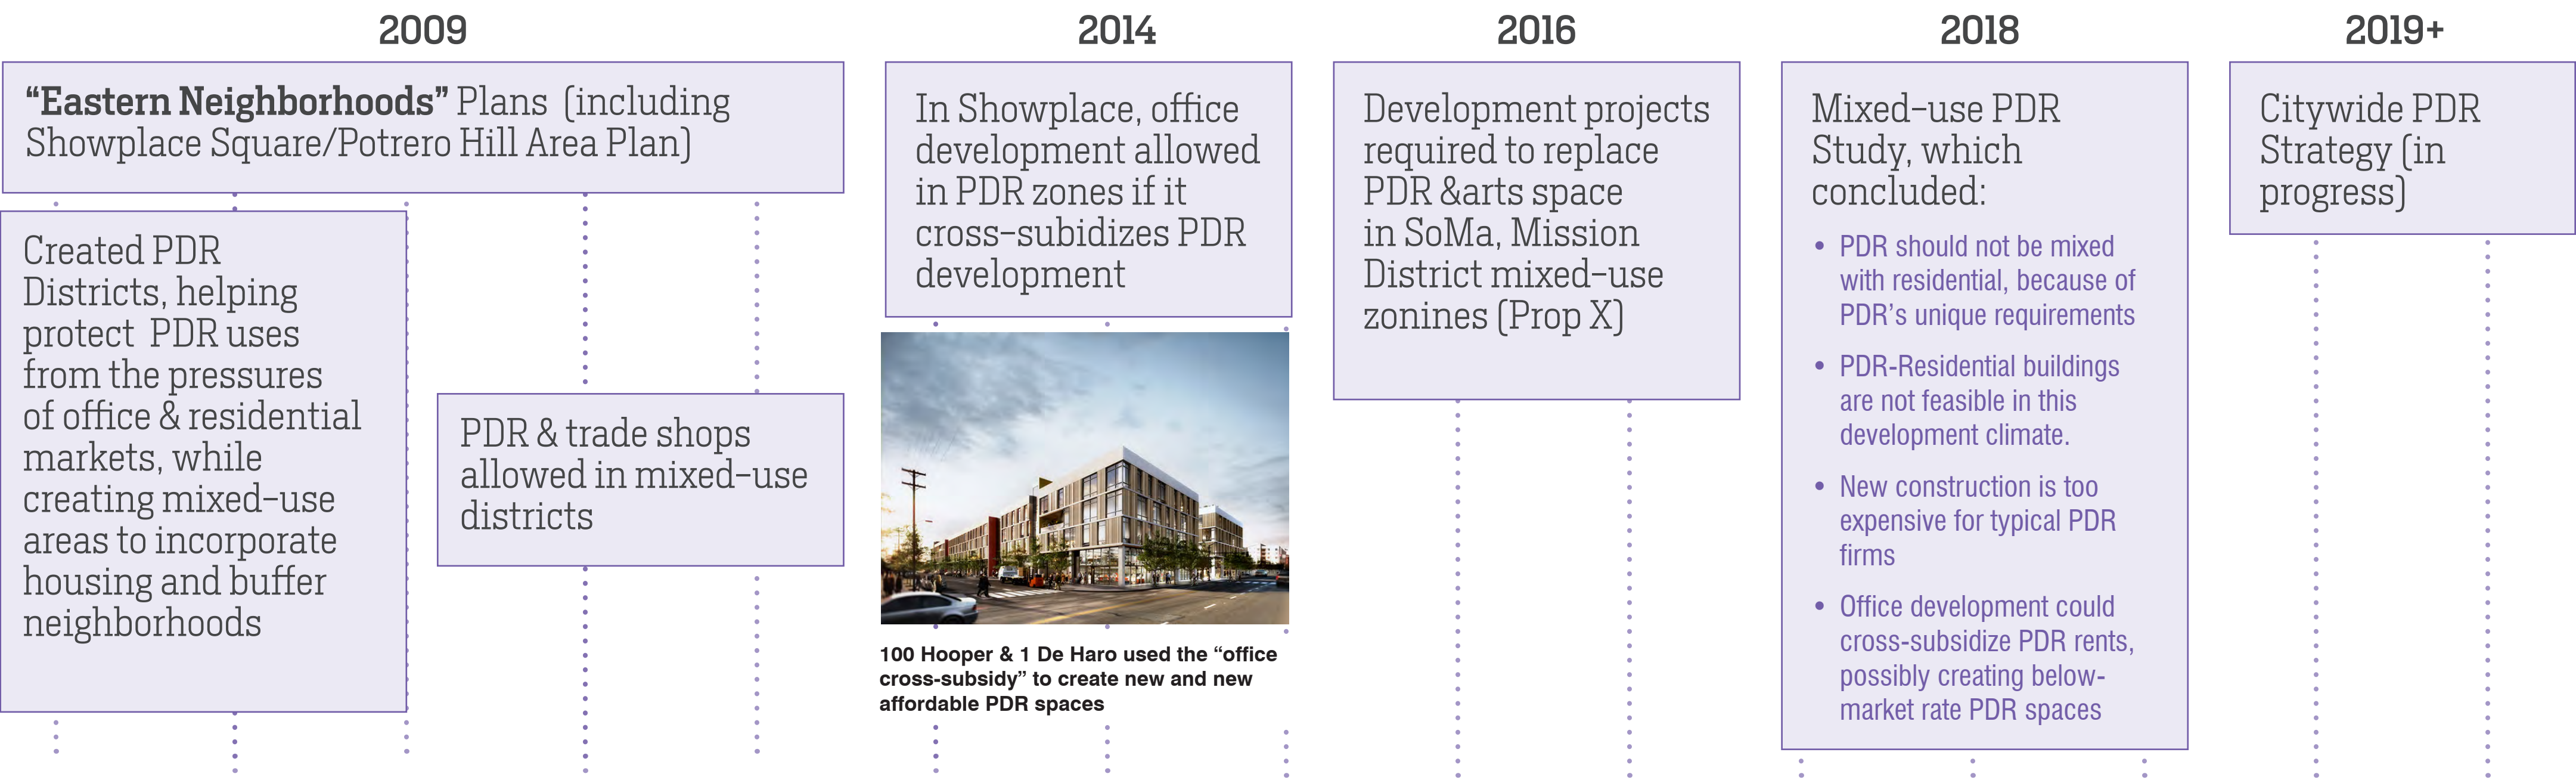 2009
“Eastern Neighborhoods” Plans (including
Showplace Square/Potrero Hill Area Plan)
Created PDR
Districts, helping
protect PDR uses
from the pressures
of office & residential
markets, while
creating mixed-use
areas to incorporate
housing and buffer
neighborhoods
PDR & trade shops
allowed in mixed-use
districts
2014
In Showplace, office
development allowed
in PDR zones if it
cross-subidizes PDR
development
100 Hooper & 1 De Haro used the “office
cross-subsidy” to create new and new
affordable PDR spaces
2016
Development projects
required to replace
PDR &arts space
in SoMa, Mission
District mixed-use
zonines (Prop X)
2018
Mixed-use PDR
Study, which
concluded:
• PDR should not be mixed
with residential, because of
PDR’s unique requirements
• PDR-Residential buildings
are not feasible in this
development climate.
• New construction is too
expensive for typical PDR
firms
• Office development could
cross-subsidize PDR rents,
possibly creating below-
market rate PDR spaces
2019+
Citywide PDR
Strategy (in
progress)